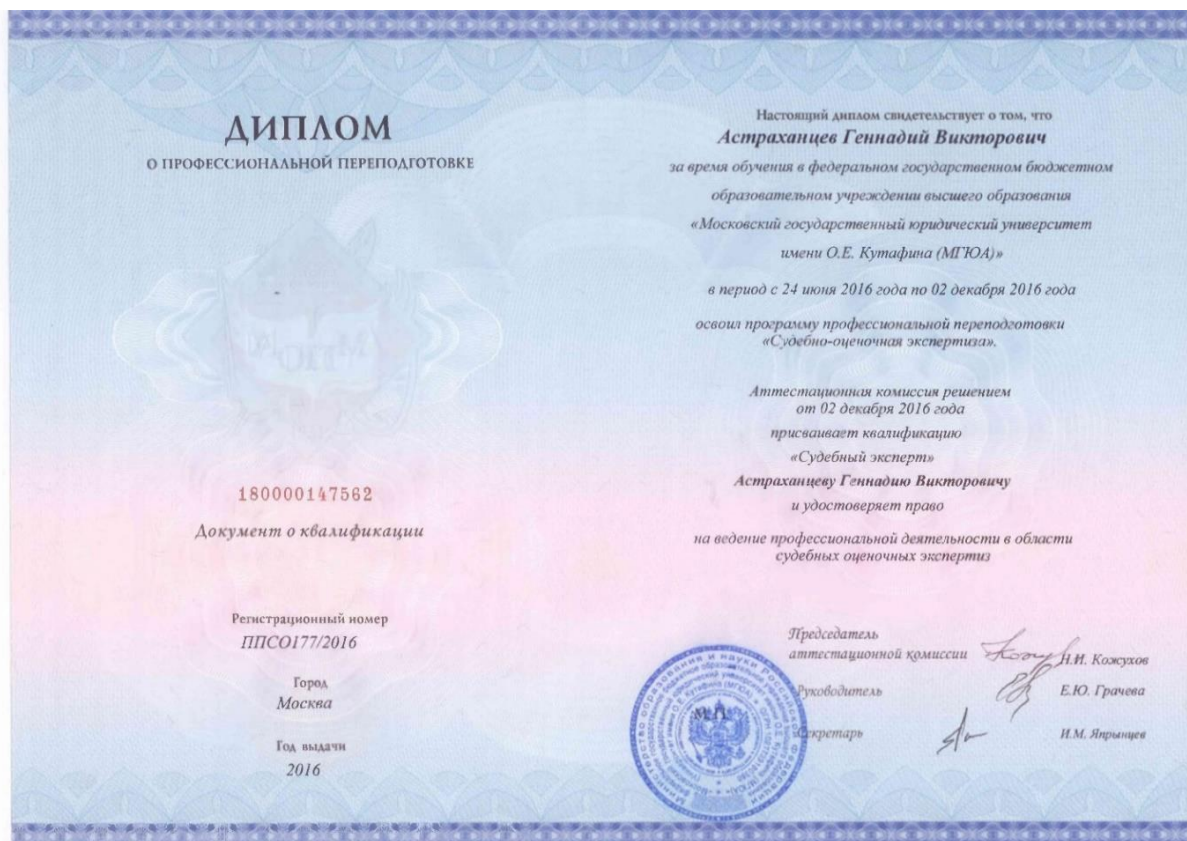 ДИПЛОМ
О ПРОФЕССИОНАЛЬНОЙ ПЕРЕПОДГОТОВКЕ
180000147562
Документ о квалификации
Регистрационный номер
ППСО177/2016
Город
Москва
Год выдачи
2016
Настоящий диплом свидетельствует о том, что
Астраханцев Геннадий Викторович
за время обучения в федеральном государственном бюджетном
образовательном учреждении высшего образования
«Московский государственный юридический университет
имени О.Е. Кутафина (МГЮА)»
в период с 24 июня 2016 года по 02 декабря 2016 года
освоил программу профессиональной переподготовки
«Судебно-оценочная экспертиза».
Аттестационная комиссия решением
от 02 декабря 2016 года
присваивает квалификацию
«Судебный эксперт»
Астраханцеву Геннадию Викторовичу
и удостоверяет право
на ведение профессиональной деятельности в области
судебных оценочных экспертиз
Председатель
аттестационной комиссии Н.И. Кожухов
Руководитель Е.Ю. Грачева
М.П.
Секретарь И.М. Япрынцев